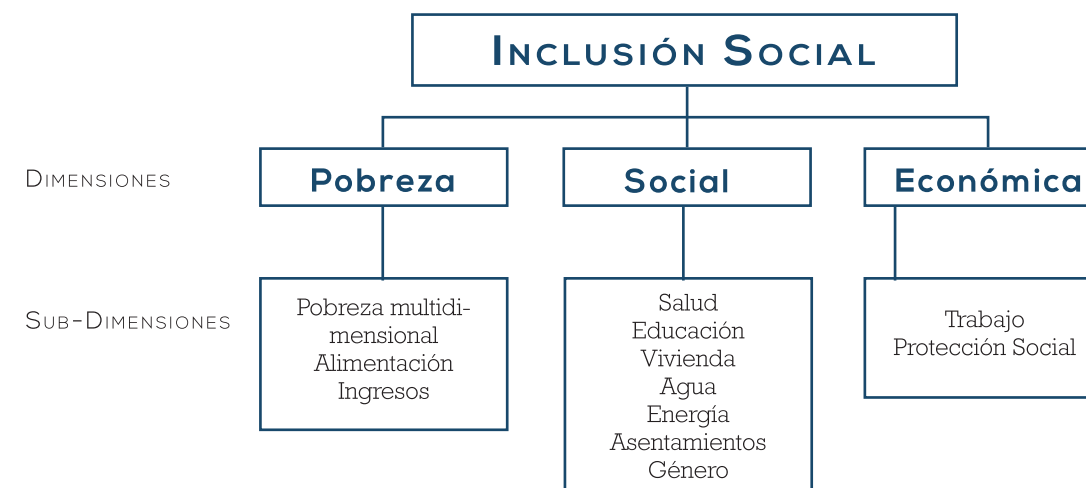 INCLUSIÓN SOCIAL
DIMENSIONES
Pobreza
Social
Económica
SUB-DIMENSIONES
Pobreza multidi-
mensional
Alimentación
Ingresos
Salud
Educación
Vivienda
Agua
Energía
Asentamientos
Género
Trabajo
Protección Social